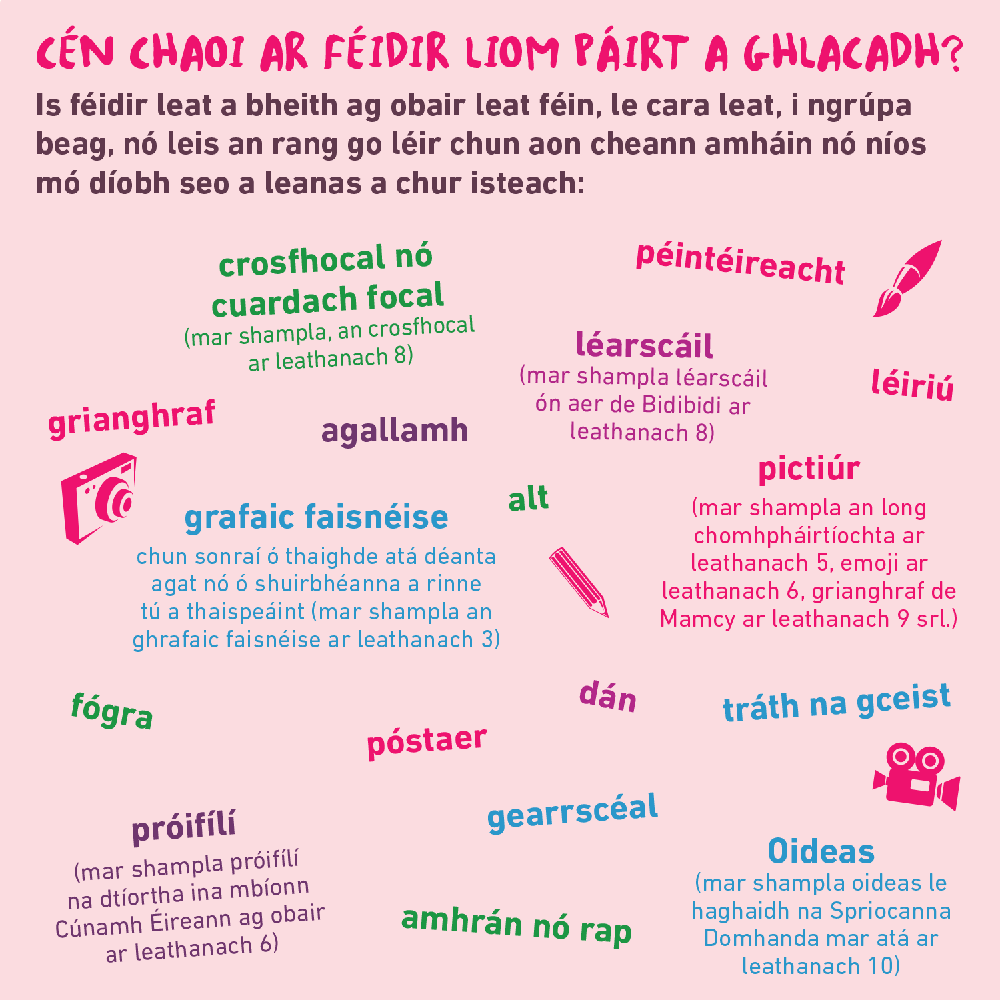 CÉN CHAOI AR FÉIDIR LIOM PÁIRT A GHLACADH?
Is féidir leat a bheith ag obair leat féin, le cara leat, i ngrúpa
beag, nó leis an rang go léir chun aon cheann amháin nó níos
mó díobh seo a leanas a chur isteach:
crosfhocal nó
cuardach focal
(mar shampla, an crosfhocal
ar leathanach 8)
péintéireacht
léarscáil
(mar shampla léarscáil
ón aer de Bidibidi ar
leathanach 8)
léiriú
grianghraf
agallamh
pictiúr
(mar shampla an long
chomhpháirtíochta ar
leathanach 5, emoji ar
leathanach 6, grianghraf de
Mamcy ar leathanach 9 srl.)
alt
grafaic faisnéise
chun sonraí ó thaighde atá déanta
agat nó ó shuirbhéanna a rinne
tú a thaispeáint (mar shampla an
ghrafaic faisnéise ar leathanach 3)
fógra
dán
tráth na gceist
póstaer
próifílí
(mar shampla próifílí
na dtíortha ina mbíonn
Cúnamh Éireann ag obair
ar leathanach 6)
gearrscéal
amhrán nó rap
Oideas
(mar shampla oideas le
haghaidh na Spriocanna
Domhanda mar atá ar
leathanach 10)